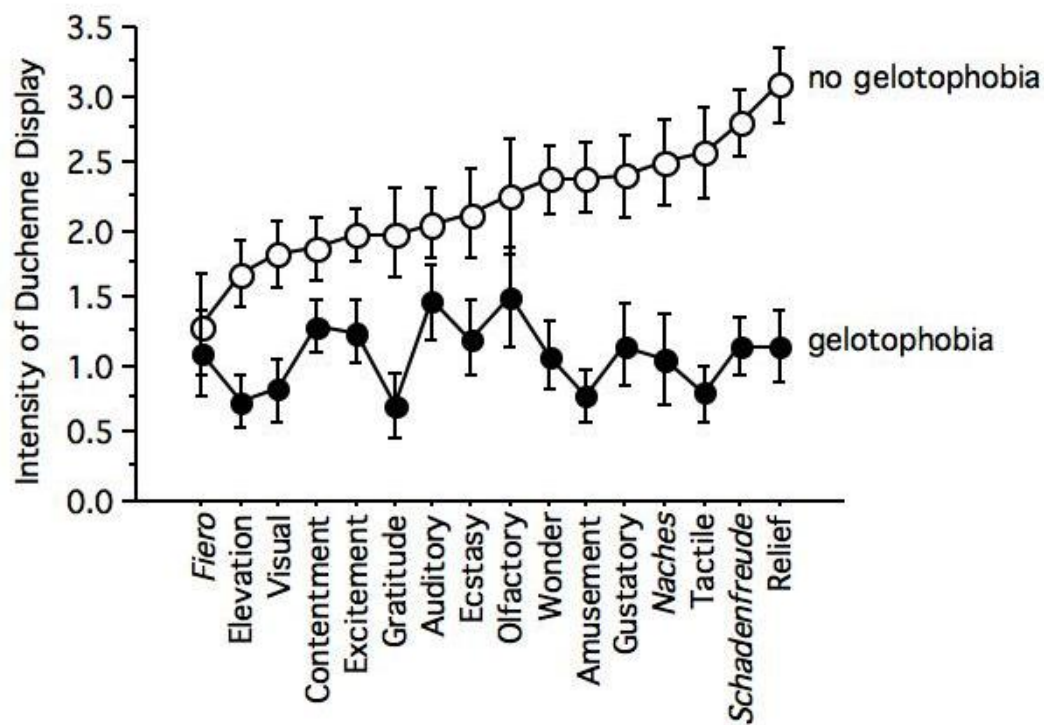 Intensity of Duchenne Display
3.5
3.0
2.5
2.0
1.5
1.0
0.5
0.0
no gelotophobia
gelotophobia
Fiero
Elevation
Visual
Contentment
Excitement
Gratitude
Auditory
Ecstasy
Olfactory
Wonder
Amusement
Gustatory
Naches
Tactile
Schadenfreude
Relief